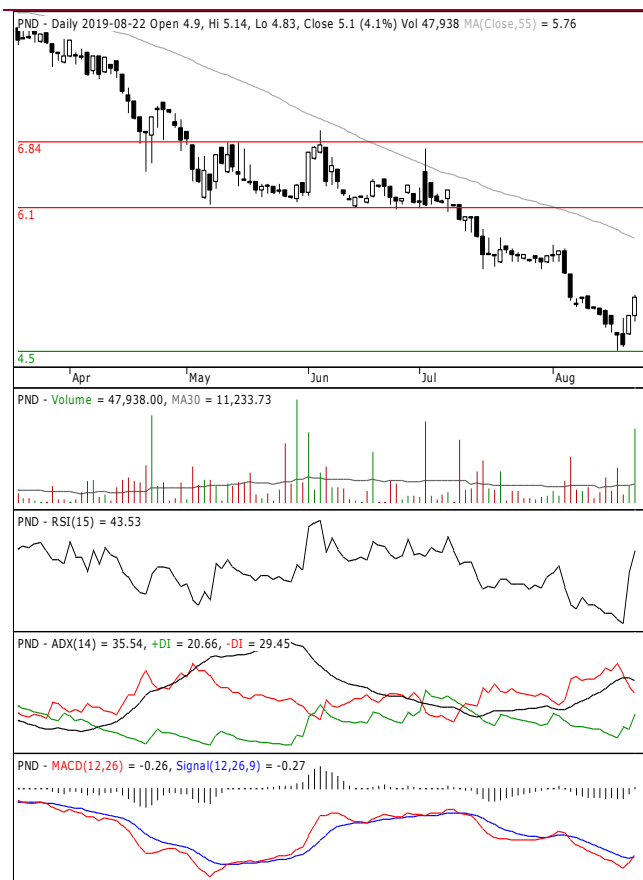 PND - Daily 2019-08-22 Open 4.9, Hi 5.14, Lo 4.83, Close 5.1 (4.1%) Vol 47,938 MA(Close,55) = 5.76
6.84
6.1
4.5
Apr May Jun Jul Aug
PND - Volume = 47,938.00, MA30 = 11,233.73
PND - RSI(15) = 43.53
PND - ADX(14) = 35.54, +DI = 20.66, -DI = 29.45
PND - MACD(12,26) = -0.26, Signal(12,26,9) = -0.27